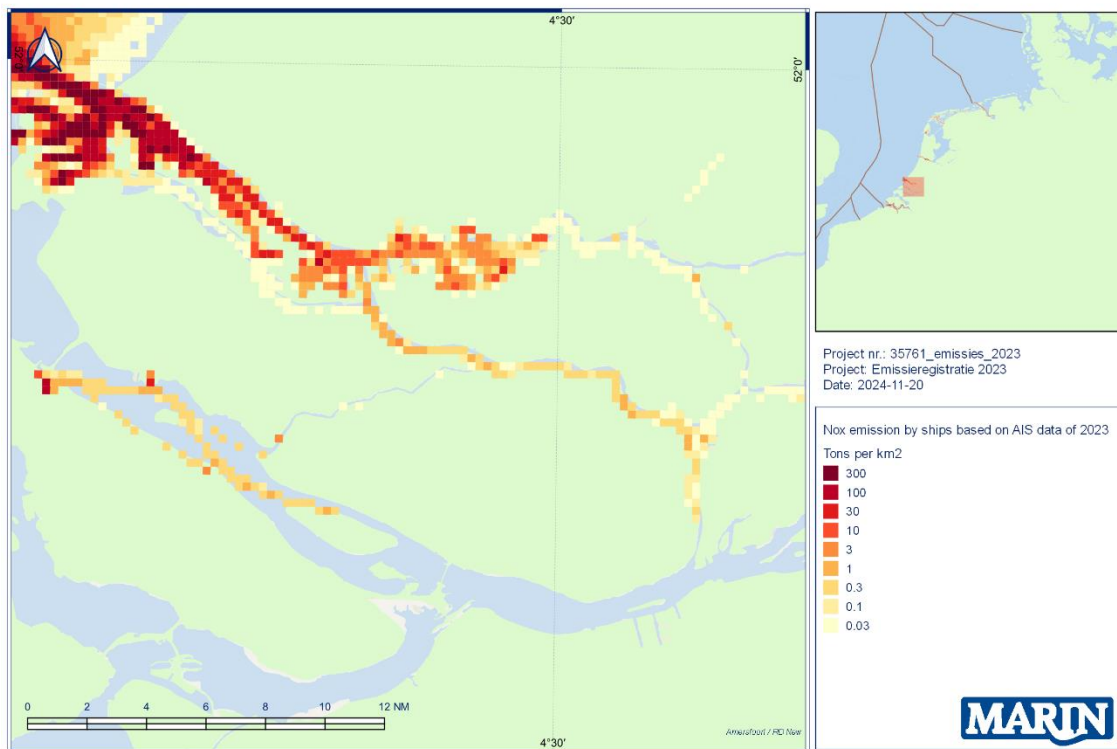 4°30'
52°0'
52°0'
4°30'
0 2 4 6 8 10 12 NM
Amersfoort / RD New
Project nr.: 35761_emissies_2023
Project: Emissieregistratie 2023
Date: 2024-11-20
Nox emission by ships based on AIS data of 2023
Tons per km2
300
100
30
10
3
1
0.3
0.1
0.03
MARIN